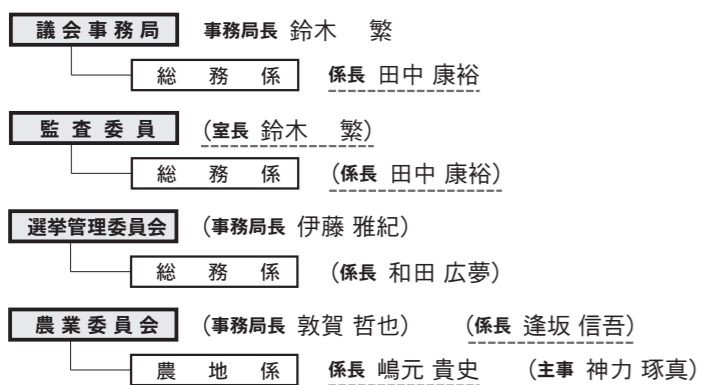 議会事務局 事務局長 鈴木 繁
総務係 係長 田中 康裕
監査委員 （室長 鈴木 繁）
総務係 （係長 田中 康裕）
選挙管理委員会 （事務局長 伊藤 雅紀）
総務係 （係長 和田 広夢）
農業委員会 （事務局長 敦賀 哲也） （係長 逢坂 信吾）
農地係 係長 嶋元 貴史 （主事 神力 琢真）